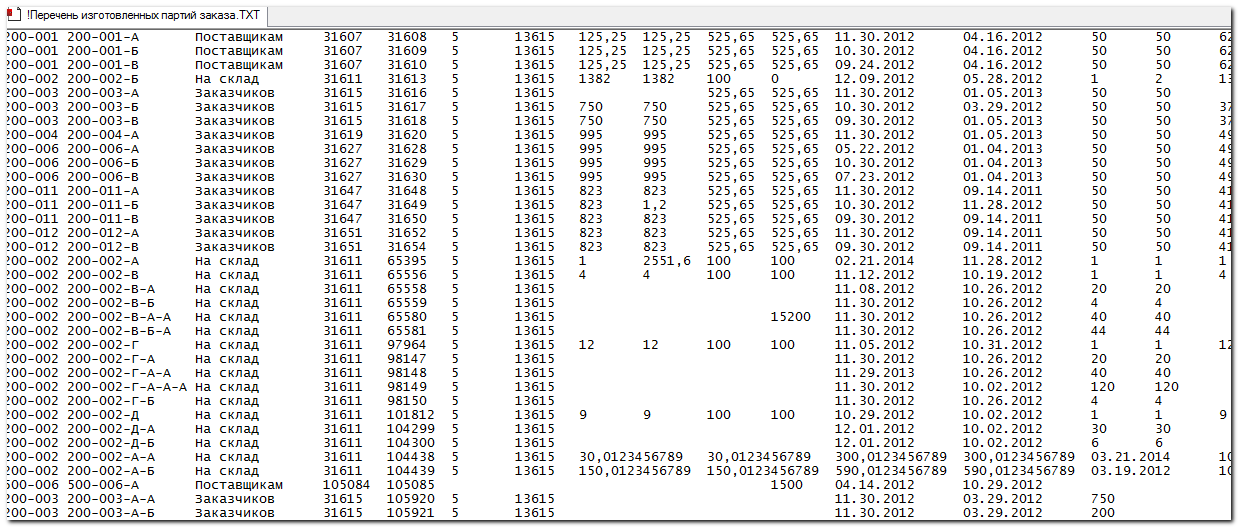 !Перечень изготовленных партий заказа.TXT
200-001 200-001-А Поставщикам 31607 31608 5 13615 125,25 125,25 525,65 525,65 11.30.2012 04.16.2012 50 50 62
200-001 200-001-Б Поставщикам 31607 31609 5 13615 125,25 125,25 525,65 525,65 10.30.2012 04.16.2012 50 50 62
200-001 200-001-В Поставщикам 31607 31610 5 13615 125,25 125,25 525,65 525,65 09.24.2012 04.16.2012 50 50 62
200-002 200-002-Б На склад 31611 31613 5 13615 1382 1382 100 0 12.09.2012 05.28.2012 1 2 13
200-003 200-003-А Заказчиков 31615 31616 5 13615 525,65 525,65 11.30.2012 01.05.2013 50 50
200-003 200-003-Б Заказчиков 31615 31617 5 13615 750 750 525,65 525,65 10.30.2012 03.29.2012 50 50 37
200-003 200-003-В Заказчиков 31615 31618 5 13615 750 750 525,65 525,65 09.30.2012 01.05.2013 50 50 37
200-004 200-004-А Заказчиков 31619 31620 5 13615 995 995 525,65 525,65 11.30.2012 01.05.2013 50 50 49
200-006 200-006-А Заказчиков 31627 31628 5 13615 995 995 525,65 525,65 05.22.2012 01.04.2013 50 50 49
200-006 200-006-Б Заказчиков 31627 31629 5 13615 995 995 525,65 525,65 10.30.2012 01.04.2013 50 50 49
200-006 200-006-В Заказчиков 31627 31630 5 13615 995 995 525,65 525,65 07.23.2012 01.04.2013 50 50 49
200-011 200-011-А Заказчиков 31647 31648 5 13615 823 823 525,65 525,65 11.30.2012 09.14.2011 50 50 41
200-011 200-011-Б Заказчиков 31647 31649 5 13615 823 1,2 525,65 525,65 10.30.2012 11.28.2012 50 50 41
200-011 200-011-В Заказчиков 31647 31650 5 13615 823 823 525,65 525,65 09.30.2012 09.14.2011 50 50 41
200-012 200-012-А Заказчиков 31651 31652 5 13615 823 823 525,65 525,65 11.30.2012 09.14.2011 50 50 41
200-012 200-012-В Заказчиков 31651 31654 5 13615 823 823 525,65 525,65 09.30.2012 09.14.2011 50 50 41
200-002 200-002-А На склад 31611 65395 5 13615 1 2551,6 100 100 02.21.2014 11.28.2012 1 1 1
200-002 200-002-В На склад 31611 65556 5 13615 4 4 100 100 11.12.2012 10.19.2012 1 1 4
200-002 200-002-В-А На склад 31611 65558 5 13615 11.08.2012 10.26.2012 20 20
200-002 200-002-В-Б На склад 31611 65559 5 13615 11.30.2012 10.26.2012 4 4
200-002 200-002-В-А-А На склад 31611 65580 5 13615 15200 11.30.2012 10.26.2012 40 40
200-002 200-002-В-Б-А На склад 31611 65581 5 13615 11.30.2012 10.26.2012 44 44
200-002 200-002-Г На склад 31611 97964 5 13615 12 12 100 100 11.05.2012 10.31.2012 1 1 12
200-002 200-002-Г-А На склад 31611 98147 5 13615 11.30.2012 10.26.2012 20 20
200-002 200-002-Г-А-А На склад 31611 98148 5 13615 11.29.2013 10.26.2012 40 40
200-002 200-002-Г-А-А-А На склад 31611 98149 5 13615 11.30.2012 10.02.2012 120 120
200-002 200-002-Г-Б На склад 31611 98150 5 13615 11.30.2012 10.26.2012 4 4
200-002 200-002-Д На склад 31611 101812 5 13615 9 9 100 100 10.29.2012 10.02.2012 1 1 9
200-002 200-002-Д-А На склад 31611 104299 5 13615 12.01.2012 10.02.2012 30 30
200-002 200-002-Д-Б На склад 31611 104300 5 13615 12.01.2012 10.02.2012 6 6
200-002 200-002-А-А На склад 31611 104438 5 13615 30,0123456789 30,0123456789 300,0123456789 300,0123456789 03.21.2014 10
200-002 200-002-А-Б На склад 31611 104439 5 13615 150,0123456789 150,0123456789 590,0123456789 590,0123456789 03.19.2012 10
500-006 500-006-А Поставщикам 105084 105085 1500 04.14.2012 10.29.2012
200-003 200-003-А-А Заказчиков 31615 105920 5 13615 11.30.2012 03.29.2012 750
200-003 200-003-А-Б Заказчиков 31615 105921 5 13615 11.30.2012 03.29.2012 200